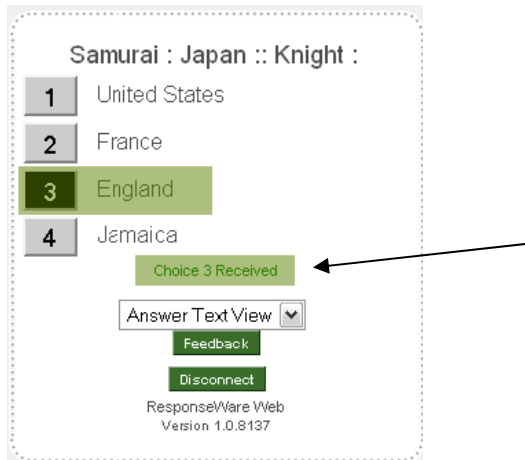 Samurai : Japan :: Knight :
1 United States
2 France
3 England
4 Jamaica
Choice 3 Received
Answer Text View
Feedback
Disconnect
ResponseWare Web
Version 1.0.8137